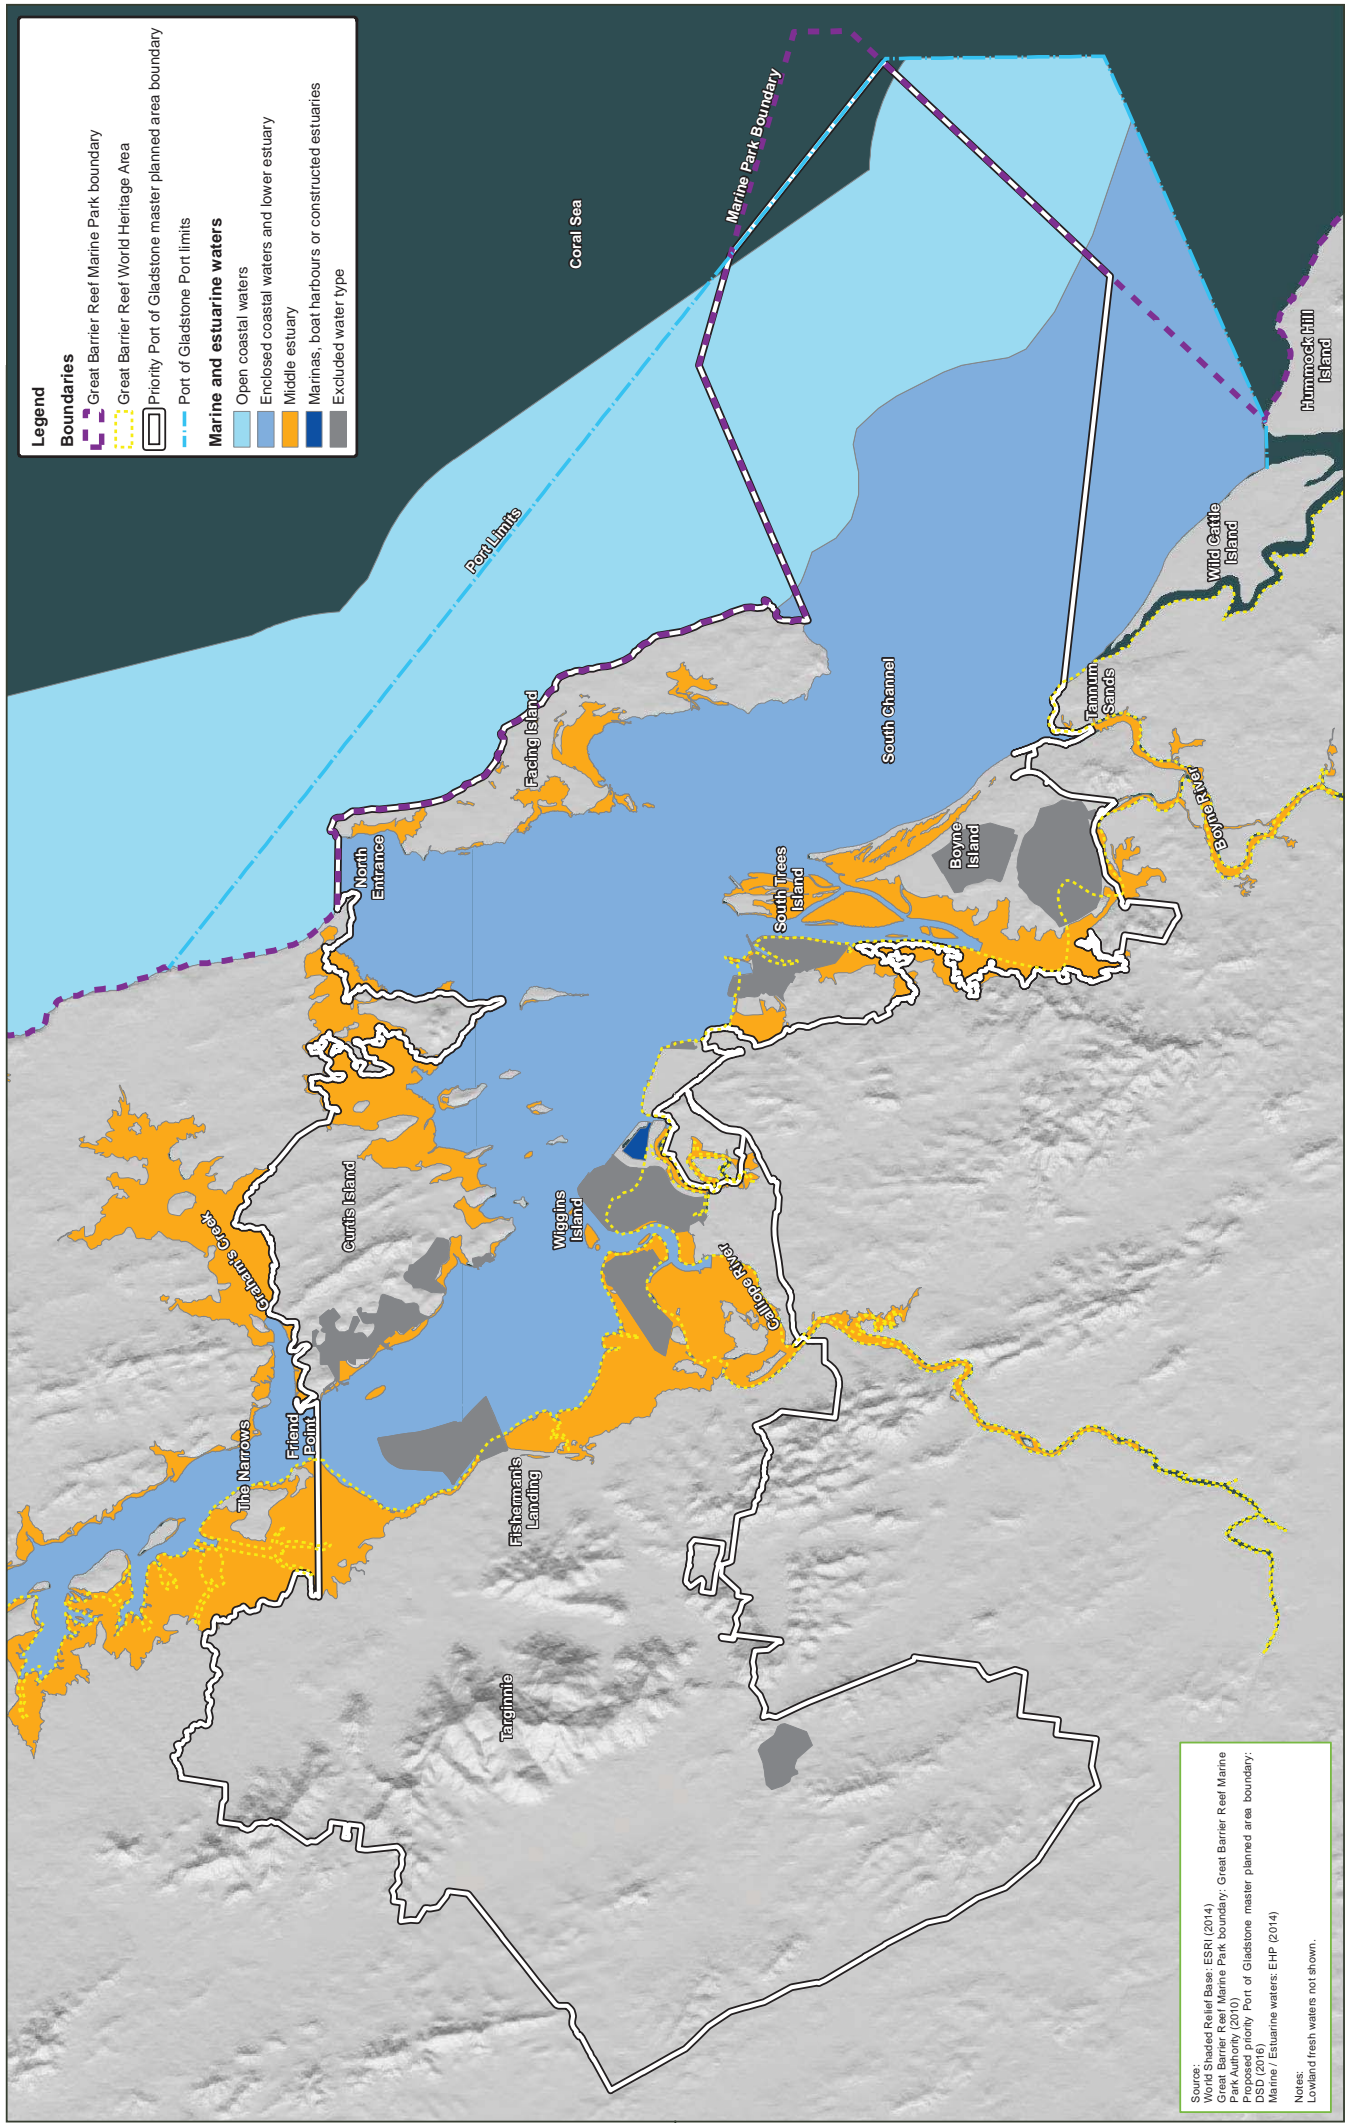 Legend
Boundaries
Great Barrier Reef Marine Park boundary
Great Barrier Reef World Heritage Area
Priority Port of Gladstone master planned area boundary
Port of Gladstone Port limits
Marine and estuarine waters
Open coastal waters
Enclosed coastal waters and lower estuary
Middle estuary
Marinas, boat harbours or constructed estuaries
Excluded water type
Coral Sea
Marine Park Boundary
Port Limits
Hummock Hill
Island
Wild Cattle
Island
Facing Island
South Channel
Tannum
Sands
Boyne River
North
Entrance
South Trees
Island
Boyne
Island
Graham's Creek
Curtis Island
Wiggins
Island
Calliope River
The Narrows
Friend
Point
Fisherman's
Landing
Targinnie
Source:
World Shaded Relief Base: ESRI (2014)
Great Barrier Reef Marine Park boundary: Great Barrier Reef Marine
Park Authority (2010)
Proposed priority Port of Gladstone master planned area boundary:
DSD (2016)
Marine / Estuarine waters: EHP (2014)
Notes:
Lowland fresh waters not shown.